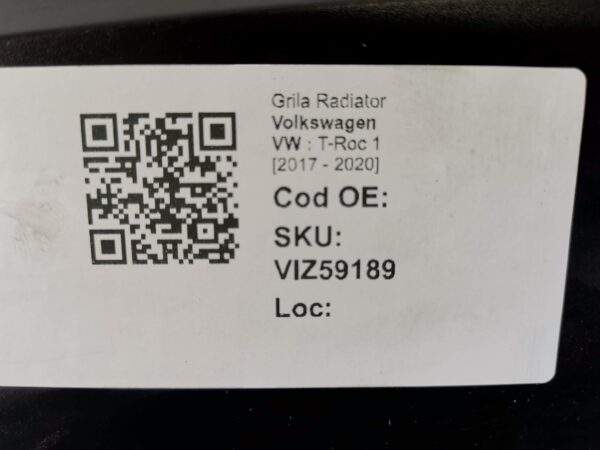 Grila Radiator
Volkswagen
VW : T-Roc 1
[2017 - 2020]
Cod OE:
SKU:
VIZ59189
Loc: